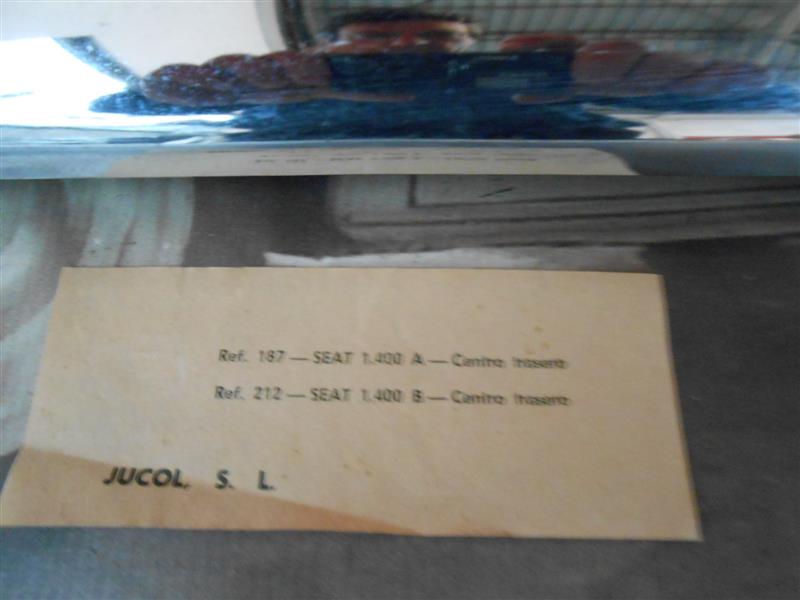 Ref. 187 — SEAT 1.400 A — Centro trasero
Ref. 212 — SEAT 1.400 B — Centro trasero
JUCOL, S. L.